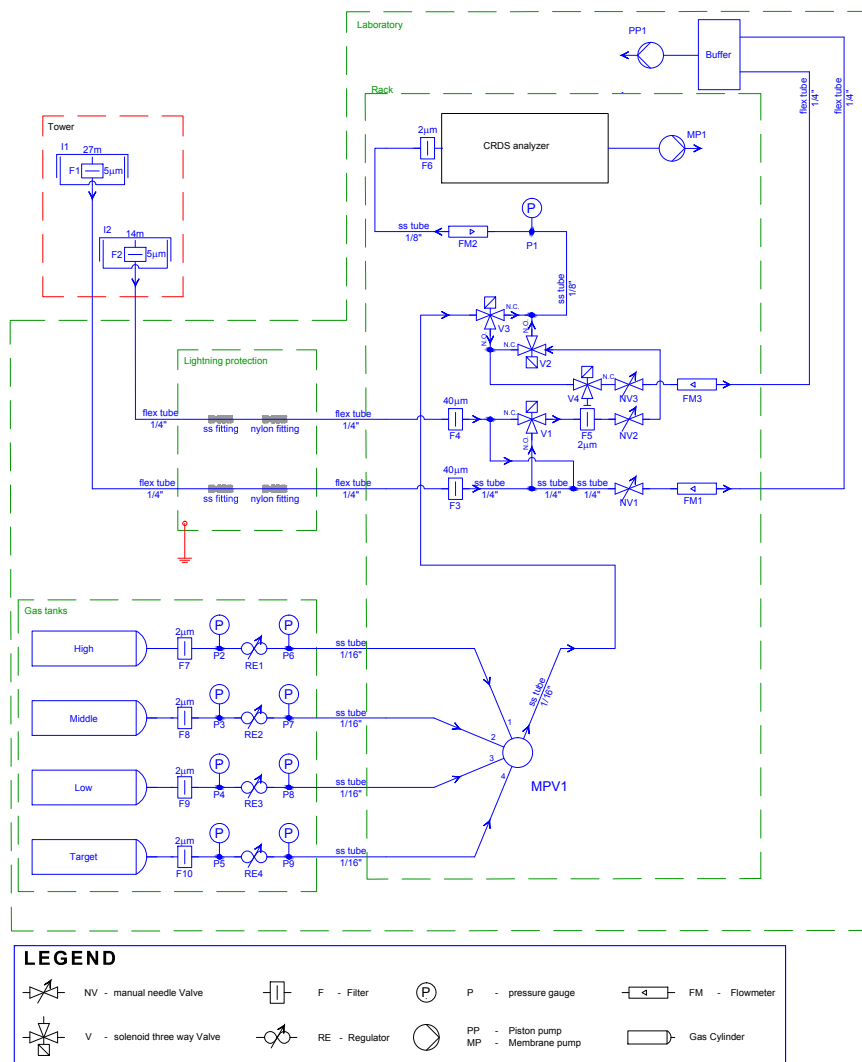 Laboratory
PP1
Buffer
flex tube
1/4"
flex tube
1/4"
Rack
Tower
I1
27m
F1
5µm
I2
14m
F2
5µm
2µm
F6
CRDS analyzer
MP1
P
P1
ss tube
1/8"
FM2
ss tube
1/8"
N.C.
V3
N.O.
N.O.
N.C.
V2
V4
N.C.
NV3
FM3
Lightning protection
flex tube
1/4"
ss fitting
nylon fitting
flex tube
1/4"
40µm
F4
N.C.
V1
N.O.
F5
2µm
NV2
flex tube
1/4"
ss fitting
nylon fitting
flex tube
1/4"
40µm
F3
ss tube
1/4"
ss tube
1/4"
ss tube
1/4"
NV1
FM1
Gas tanks
High
2µm
F7
P
P2
RE1
P
P6
ss tube
1/16"
Middle
2µm
F8
P
P3
RE2
P
P7
ss tube
1/16"
Low
2µm
F9
P
P4
RE3
P
P8
ss tube
1/16"
Target
2µm
F10
P
P5
RE4
P
P9
ss tube
1/16"
1
2
3
4
MPV1
ss tube
1/16"
LEGEND
NV - manual needle Valve
F - Filter
P
P - pressure gauge
FM - Flowmeter
V - solenoid three way Valve
RE - Regulator
PP - Piston pump
MP - Membrane pump
Gas Cylinder